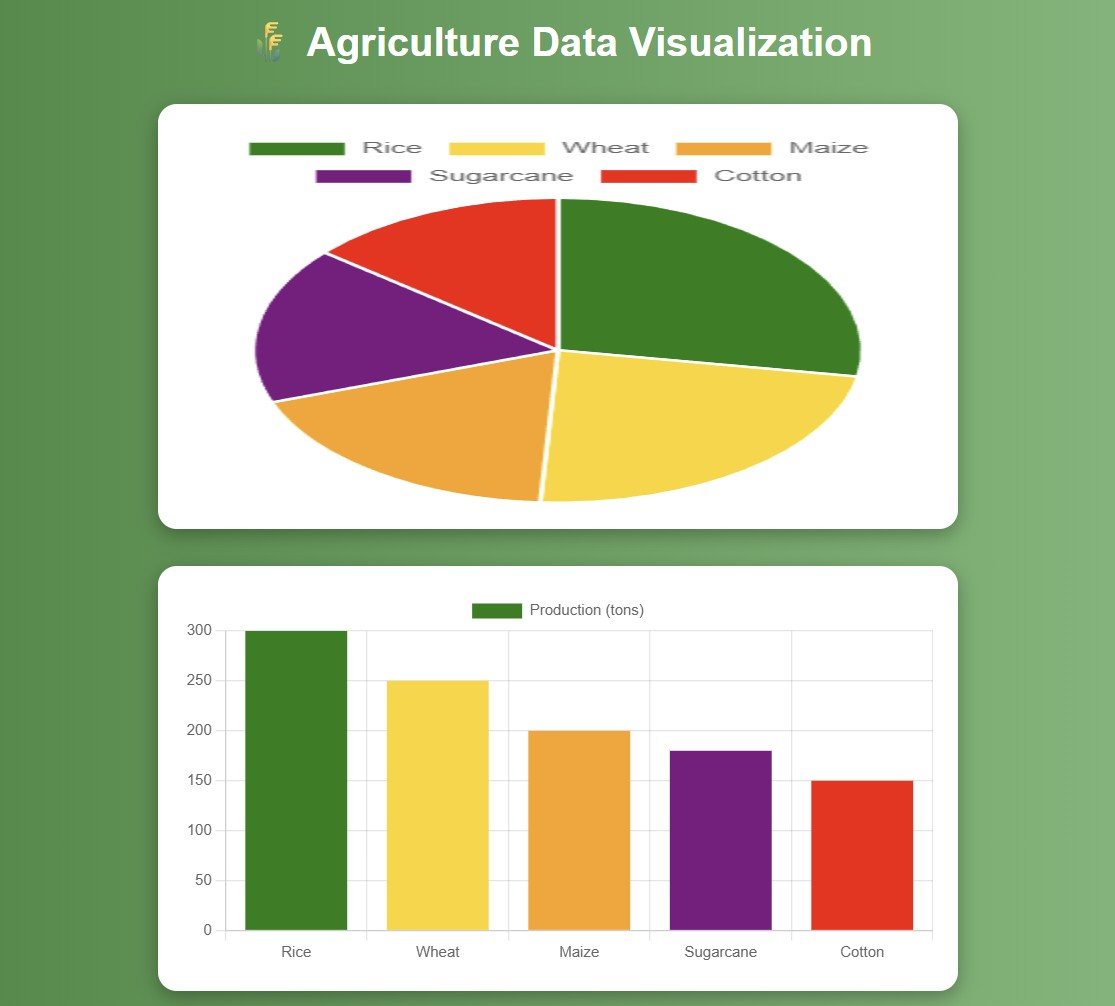 🌾 Agriculture Data Visualization
Rice Wheat Maize
Sugarcane Cotton
Production (tons)
300
250
200
150
100
50
0
Rice Wheat Maize Sugarcane Cotton